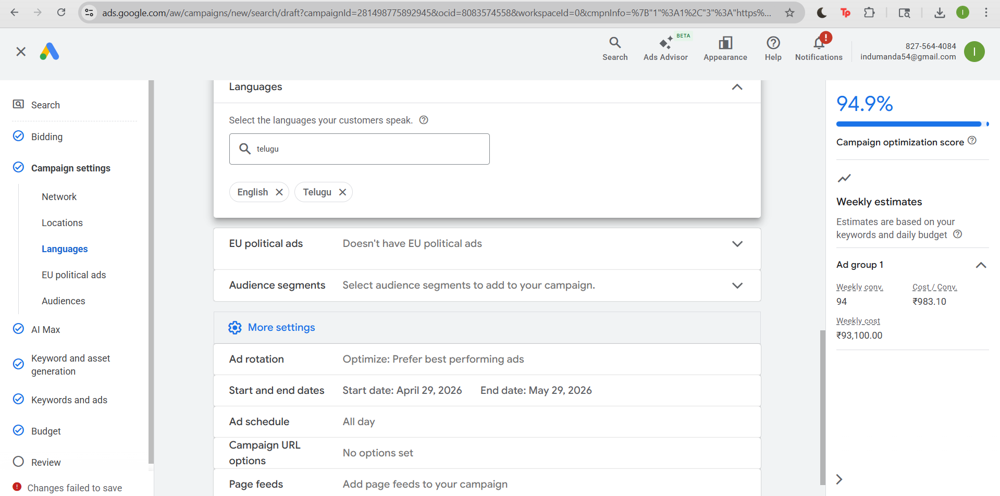 ads.google.com/aw/campaigns/new/search/draft?campaignId=281498775892945&ocid=8083574558&workspaceId=0&cmpnInfo=%7B"1"%3A1%2C"3"%3A"https%...
Tp
I
Search
Ads Advisor
BETA
Appearance
Help
Notifications
827-564-4084
indumanda54@gmail.com
I
Search
Bidding
Campaign settings
Network
Locations
Languages
EU political ads
Audiences
AI Max
Keyword and asset
generation
Keywords and ads
Budget
Review
Changes failed to save
Languages
Select the languages your customers speak.
telugu
English
Telugu
EU political ads Doesn't have EU political ads
Audience segments Select audience segments to add to your campaign.
More settings
Ad rotation Optimize: Prefer best performing ads
Start and end dates Start date: April 29, 2026 End date: May 29, 2026
Ad schedule All day
Campaign URL
options
No options set
Page feeds Add page feeds to your campaign
94.9%
Campaign optimization score
Weekly estimates
Estimates are based on your
keywords and daily budget
Ad group 1
Weekly conv. Cost / Conv.
94 ₹983.10
Weekly cost
₹93,100.00